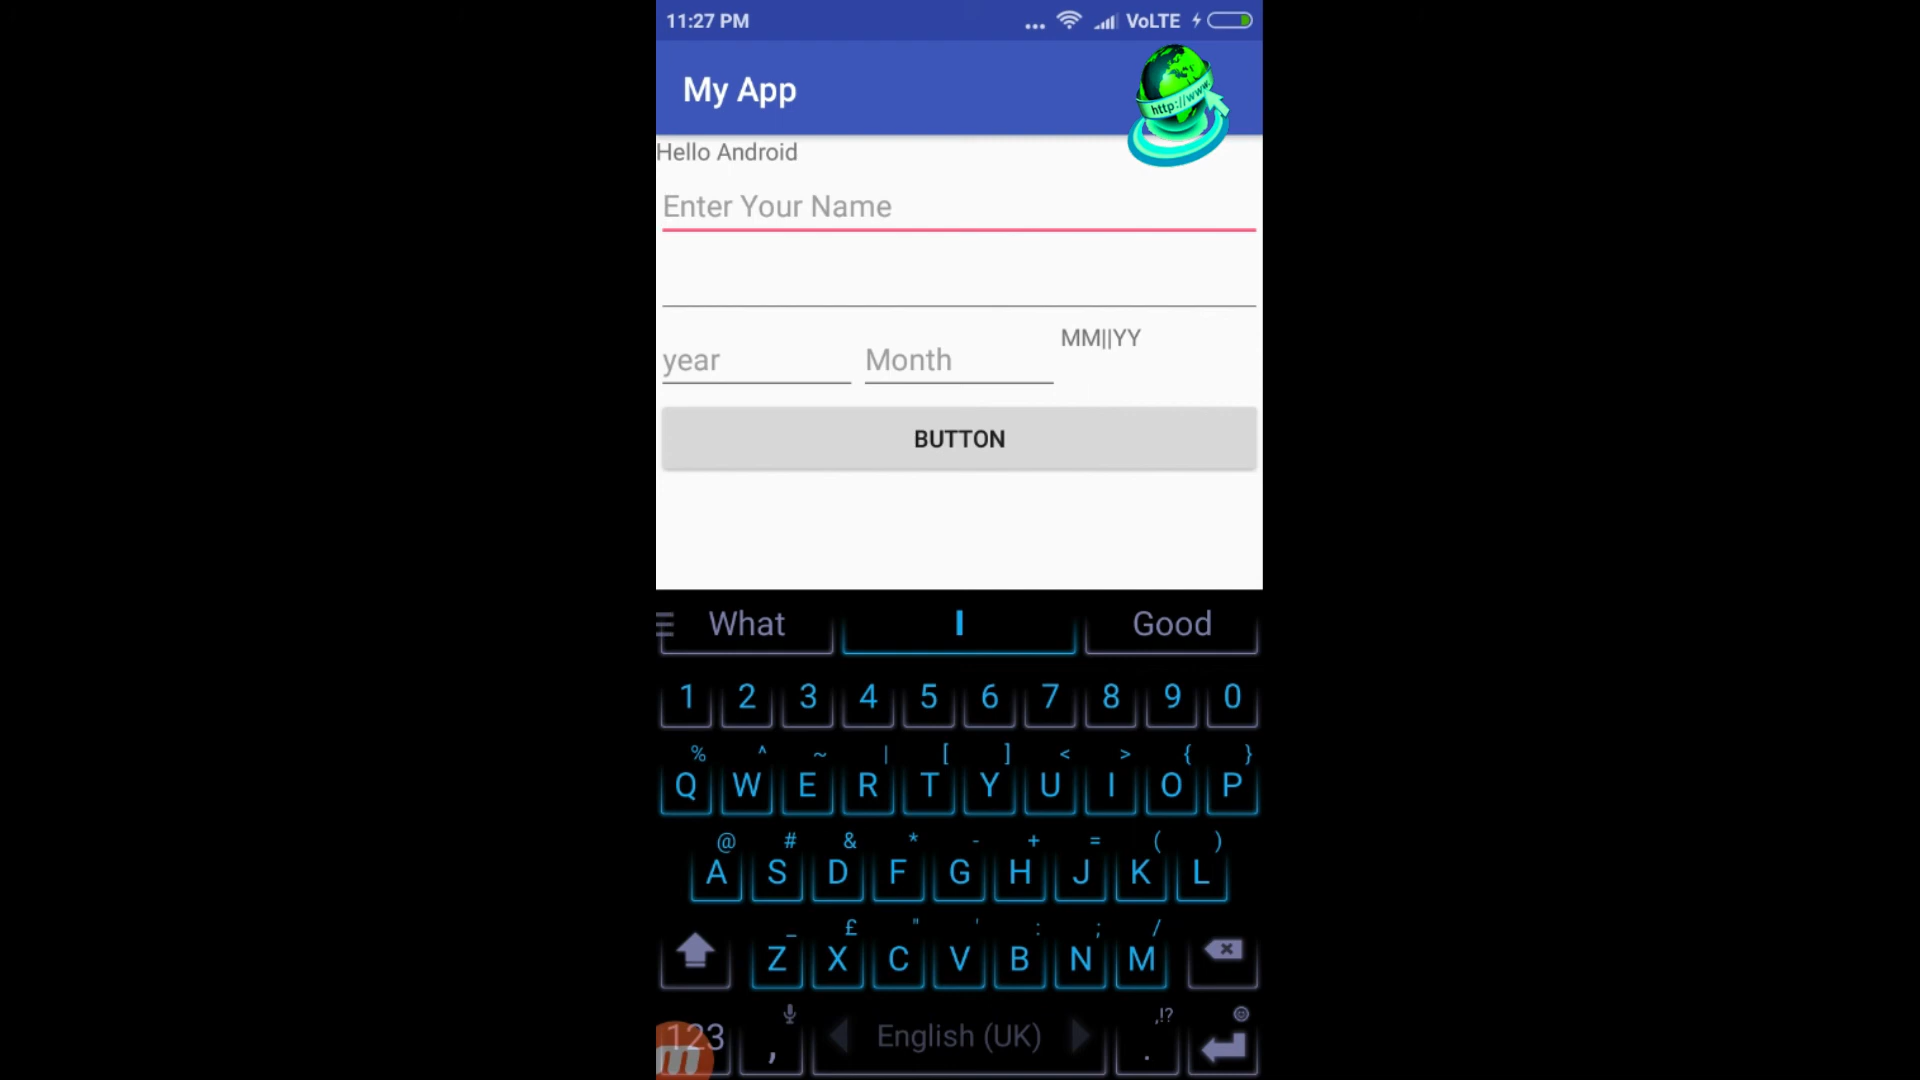 11:27 PM ... VoLTE
My App
http://www.
Hello Android
Enter Your Name
MM||YY
year Month
BUTTON
What I Good
1 2 3 4 5 6 7 8 9 0
% ^ ~ | [ ] < > { }
Q W E R T Y U I O P
@ # & * - + = ( )
A S D F G H J K L
_ £ " ' : ; /
Z X C V B N M
,!?
123 , English (UK) .
m